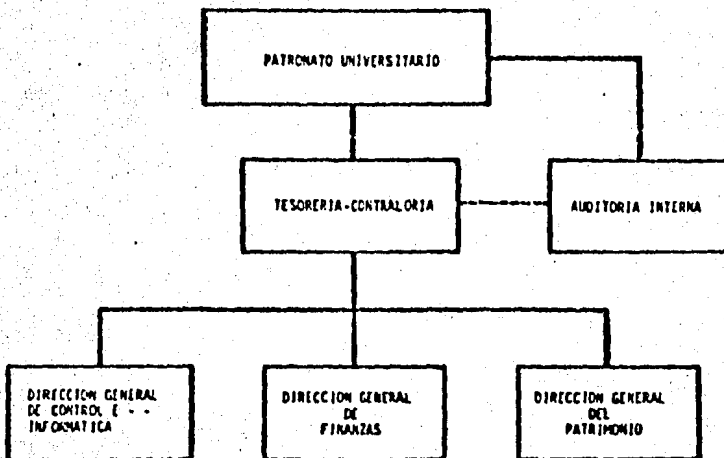 PATRONATO UNIVERSITARIO
TESORERIA-CONTRALORIA
AUDITORIA INTERNA
DIRECCION GENERAL
DE CONTROL E - -
INFORMATICA
DIRECCION GENERAL
DE
FINANZAS
DIRECCION GENERAL
DEL
PATRIMONIO